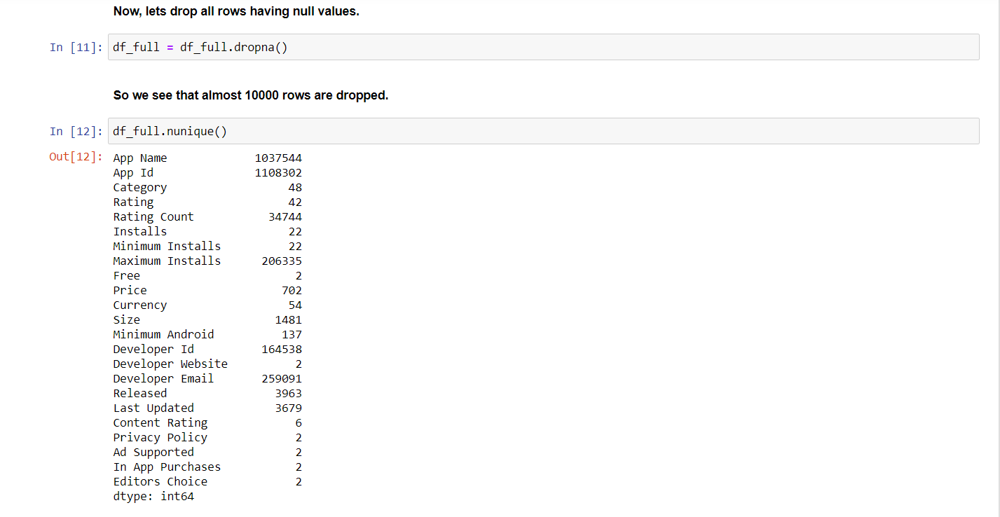 Now, lets drop all rows having null values.
In [11]: df_full = df_full.dropna()
So we see that almost 10000 rows are dropped.
In [12]: df_full.nunique()
Out[12]: App Name 1037544
App Id 1108302
Category 48
Rating 42
Rating Count 34744
Installs 22
Minimum Installs 22
Maximum Installs 206335
Free 2
Price 702
Currency 54
Size 1481
Minimum Android 137
Developer Id 164538
Developer Website 2
Developer Email 259091
Released 3963
Last Updated 3679
Content Rating 6
Privacy Policy 2
Ad Supported 2
In App Purchases 2
Editors Choice 2
dtype: int64